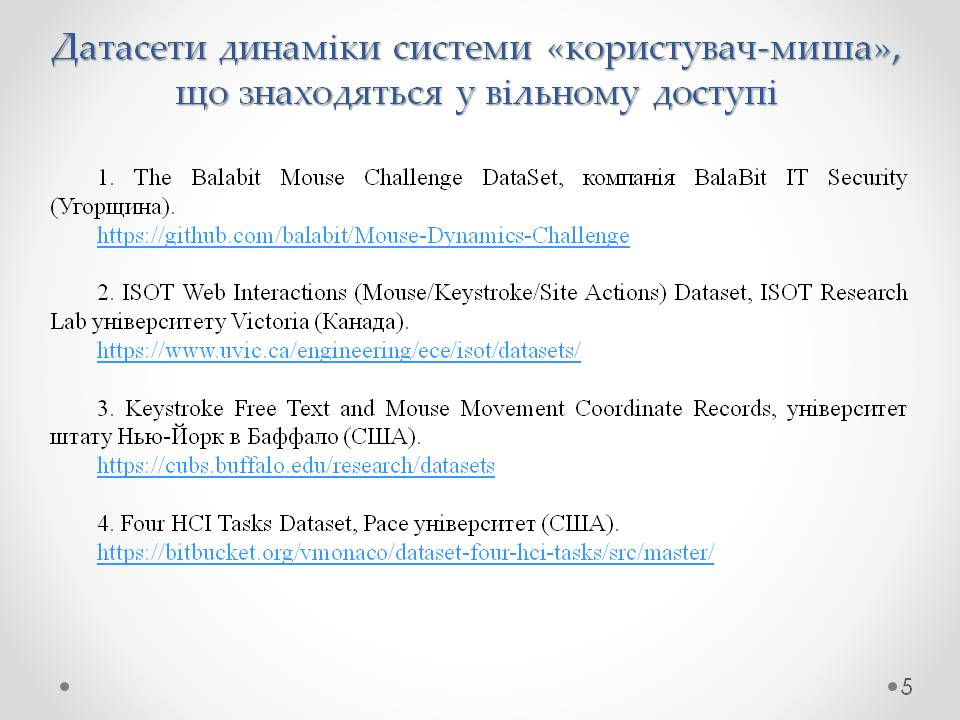 Датасети динаміки системи «користувач-миша»,
що знаходяться у вільному доступі
1. The Balabit Mouse Challenge DataSet, компанія BalaBit IT Security
(Угорщина).
https://github.com/balabit/Mouse-Dynamics-Challenge
2. ISOT Web Interactions (Mouse/Keystroke/Site Actions) Dataset, ISOT Research
Lab університету Victoria (Канада).
https://www.uvic.ca/engineering/ece/isot/datasets/
3. Keystroke Free Text and Mouse Movement Coordinate Records, університет
штату Нью-Йорк в Баффало (США).
https://cubs.buffalo.edu/research/datasets
4. Four HCI Tasks Dataset, Pace університет (США).
https://bitbucket.org/vmonaco/dataset-four-hci-tasks/src/master/
5